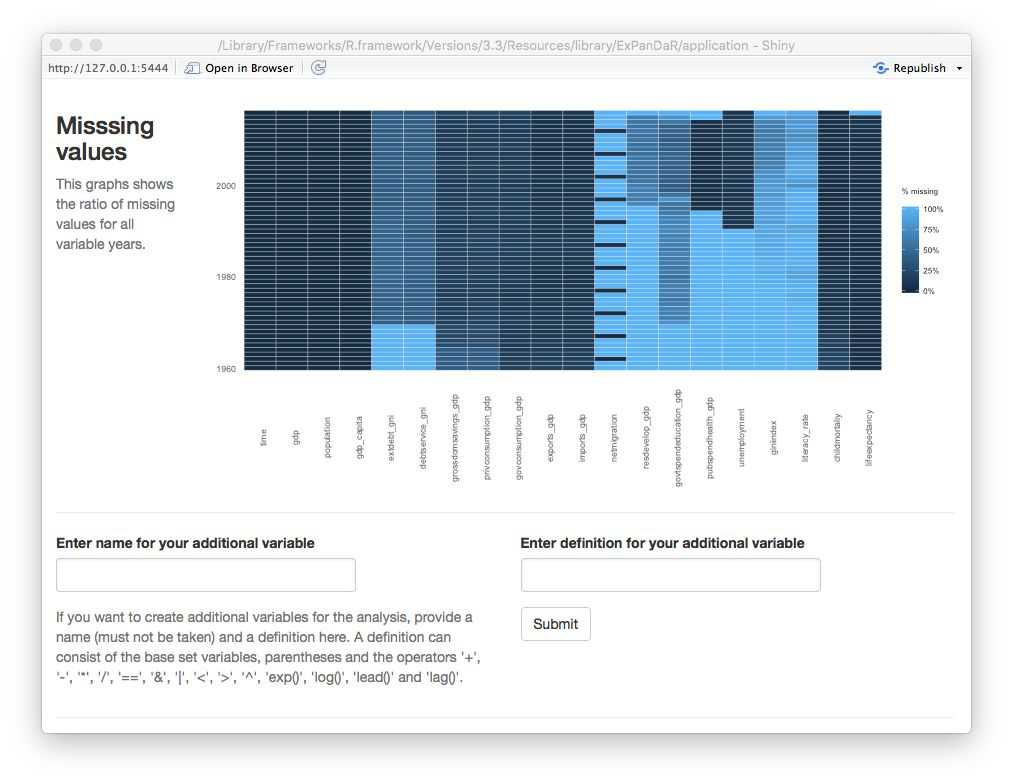 /Library/Frameworks/R.framework/Versions/3.3/Resources/library/ExPanDaR/application - Shiny
http://127.0.0.1:5444
Open in Browser
Republish
Misssing
values
This graphs shows
the ratio of missing
values for all
variable years.
2000
1980
1960
% missing
100%
75%
50%
25%
0%
time
gdp
population
gdp_capita
extdebt_gni
debtservice_gni
grossdomsavings_gdp
privconsumption_gdp
govconsumption_gdp
exports_gdp
imports_gdp
netmigration
resdevelop_gdp
govtspendeducation_gdp
pubspendhealth_gdp
unemployment
giniindex
literacy_rate
childmortaliy
lifeexpectancy
Enter name for your additional variable
Enter definition for your additional variable
If you want to create additional variables for the analysis, provide a
name (must not be taken) and a definition here. A definition can
consist of the base set variables, parentheses and the operators '+',
'-', '*', '/', '==', '&', '|', '<', '>', '^', 'exp()', 'log()', 'lead()' and 'lag()'.
Submit